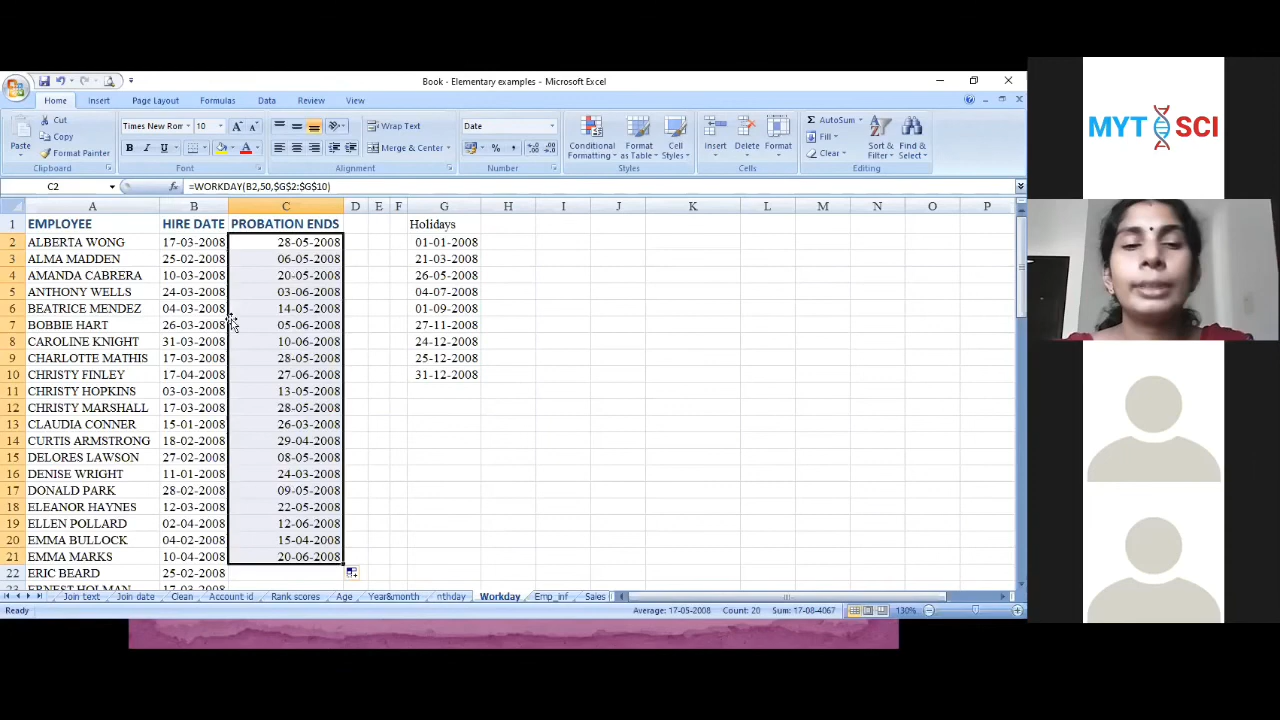 Book - Elementary examples - Microsoft Excel
Home Insert Page Layout Formulas Data Review View
Paste Cut Copy Format Painter
Times New Rom 10
Wrap Text Merge & Center
Date
Conditional Formatting Format as Table Cell Styles
Insert Delete Format
AutoSum Fill Clear
Sort & Filter Find & Select
Clipboard Font Alignment Number Styles Cells Editing
C2 =WORKDAY(B2,50,$G$2:$G$10)
A B C D E F G H I J K L M N O P
1 EMPLOYEE HIRE DATE PROBATION ENDS Holidays
2 ALBERTA WONG 17-03-2008 28-05-2008 01-01-2008
3 ALMA MADDEN 25-02-2008 06-05-2008 21-03-2008
4 AMANDA CABRERA 10-03-2008 20-05-2008 26-05-2008
5 ANTHONY WELLS 24-03-2008 03-06-2008 04-07-2008
6 BEATRICE MENDEZ 04-03-2008 14-05-2008 01-09-2008
7 BOBBIE HART 26-03-2008 05-06-2008 27-11-2008
8 CAROLINE KNIGHT 31-03-2008 10-06-2008 24-12-2008
9 CHARLOTTE MATHIS 17-03-2008 28-05-2008 25-12-2008
10 CHRISTY FINLEY 17-04-2008 27-06-2008 31-12-2008
11 CHRISTY HOPKINS 03-03-2008 13-05-2008
12 CHRISTY MARSHALL 17-03-2008 28-05-2008
13 CLAUDIA CONNER 15-01-2008 26-03-2008
14 CURTIS ARMSTRONG 18-02-2008 29-04-2008
15 DELORES LAWSON 27-02-2008 08-05-2008
16 DENISE WRIGHT 11-01-2008 24-03-2008
17 DONALD PARK 28-02-2008 09-05-2008
18 ELEANOR HAYNES 12-03-2008 22-05-2008
19 ELLEN POLLARD 02-04-2008 12-06-2008
20 EMMA BULLOCK 04-02-2008 15-04-2008
21 EMMA MARKS 10-04-2008 20-06-2008
22 ERIC BEARD 25-02-2008
23 ERNEST HOLMAN 17-03-2008
Join text Join date Clean Account id Rank scores Age Year&month nthday Workday Emp_inf Sales
Ready Average: 17-05-2008 Count: 20 Sum: 17-08-4067 130%
MYT SCI